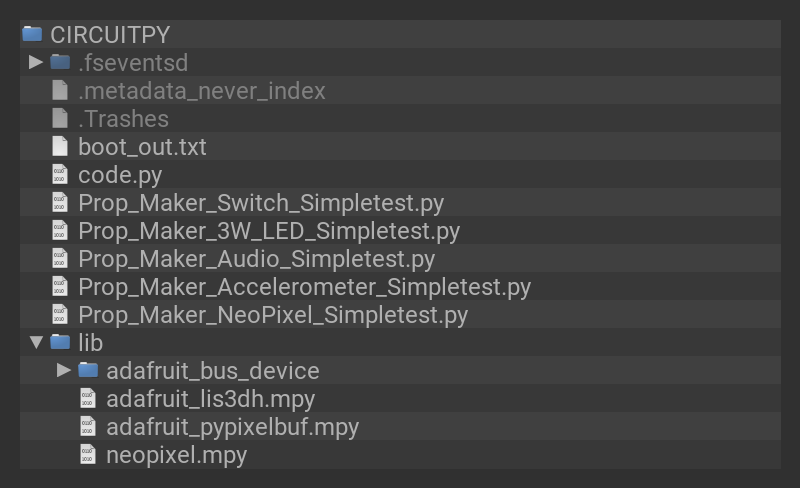 CIRCUITPY
.fseventsd
.metadata_never_index
.Trashes
boot_out.txt
code.py
Prop_Maker_Switch_Simpletest.py
Prop_Maker_3W_LED_Simpletest.py
Prop_Maker_Audio_Simpletest.py
Prop_Maker_Accelerometer_Simpletest.py
Prop_Maker_NeoPixel_Simpletest.py
lib
adafruit_bus_device
adafruit_lis3dh.mpy
adafruit_pypixelbuf.mpy
neopixel.mpy